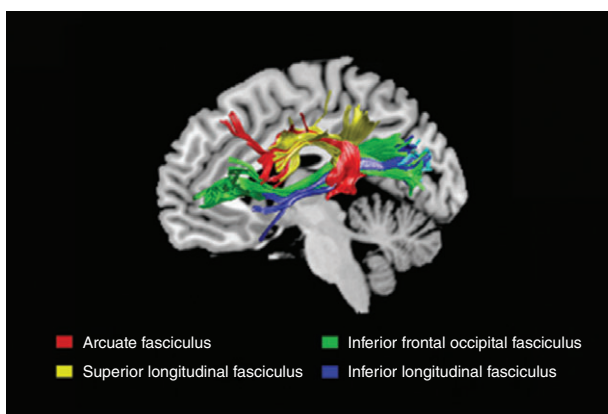 Arcuate fasciculus
Inferior frontal occipital fasciculus
Superior longitudinal fasciculus
Inferior longitudinal fasciculus